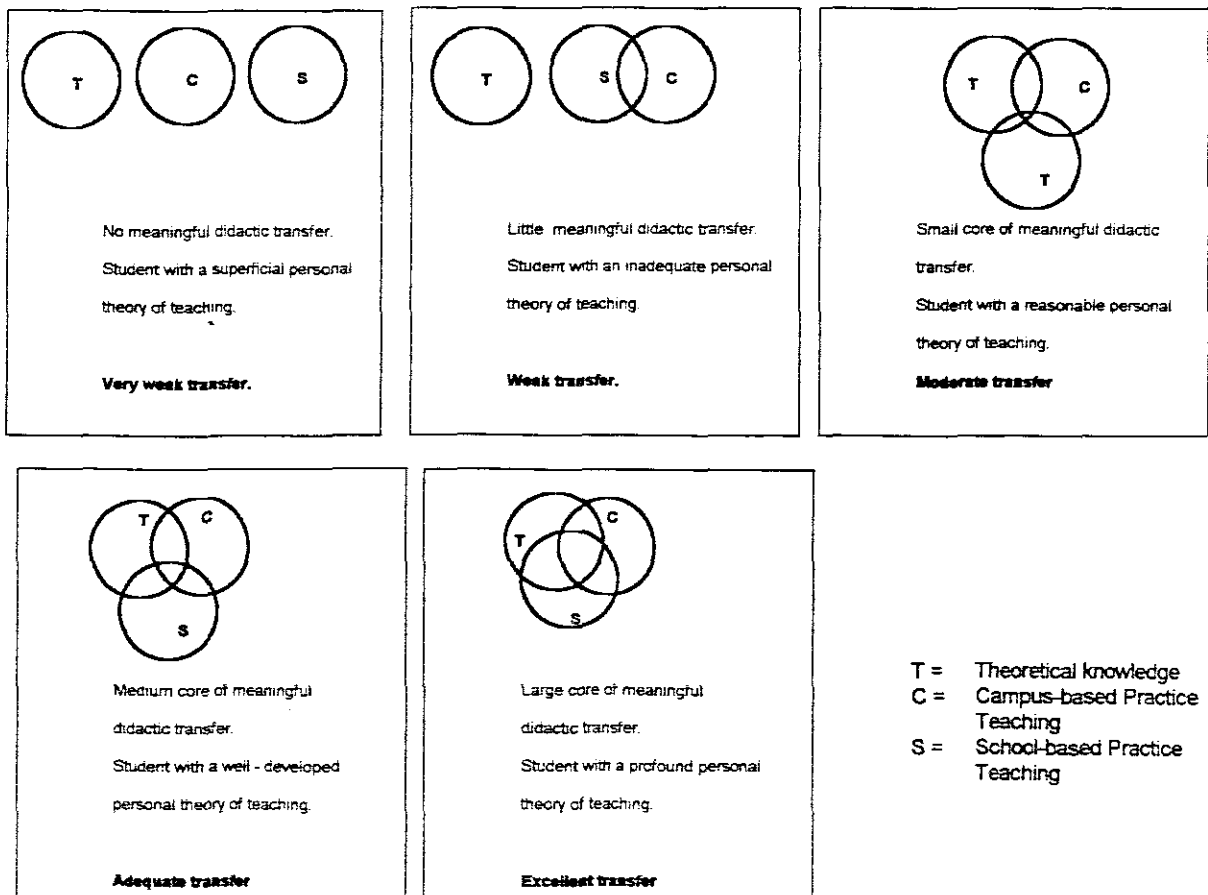 T C S
No meaningful didactic transfer.
Student with a superficial personal
theory of teaching.
Very weak transfer.
T S C
Little meaningful didactic transfer.
Student with an inadequate personal
theory of teaching.
Weak transfer.
T C
T
Small core of meaningful didactic
transfer.
Student with a reasonable personal
theory of teaching.
Moderate transfer
T C
S
Medium core of meaningful
didactic transfer.
Student with a well - developed
personal theory of teaching.
Adequate transfer
C
T
S
Large core of meaningful
didactic transfer.
Student with a profound personal
theory of teaching.
Excellent transfer
T = Theoretical knowledge
C = Campus-based Practice
Teaching
S = School-based Practice
Teaching